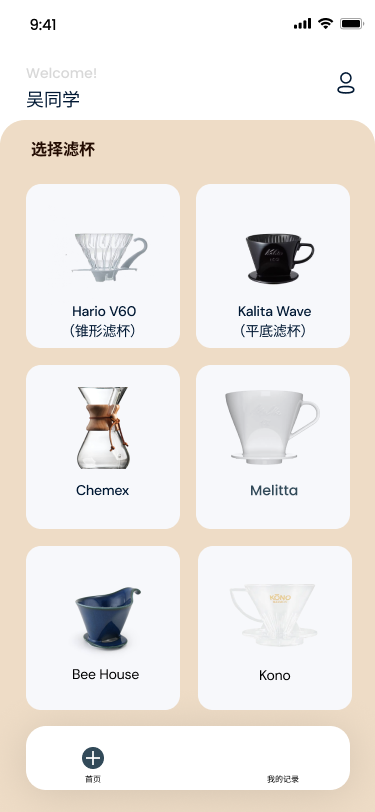 9:41
Welcome!
吴同学
选择滤杯
Hario V60
（锥形滤杯）
Kalita Wave
（平底滤杯）
Chemex
Melitta
Bee House
KŌNO
Kono
首页
我的记录